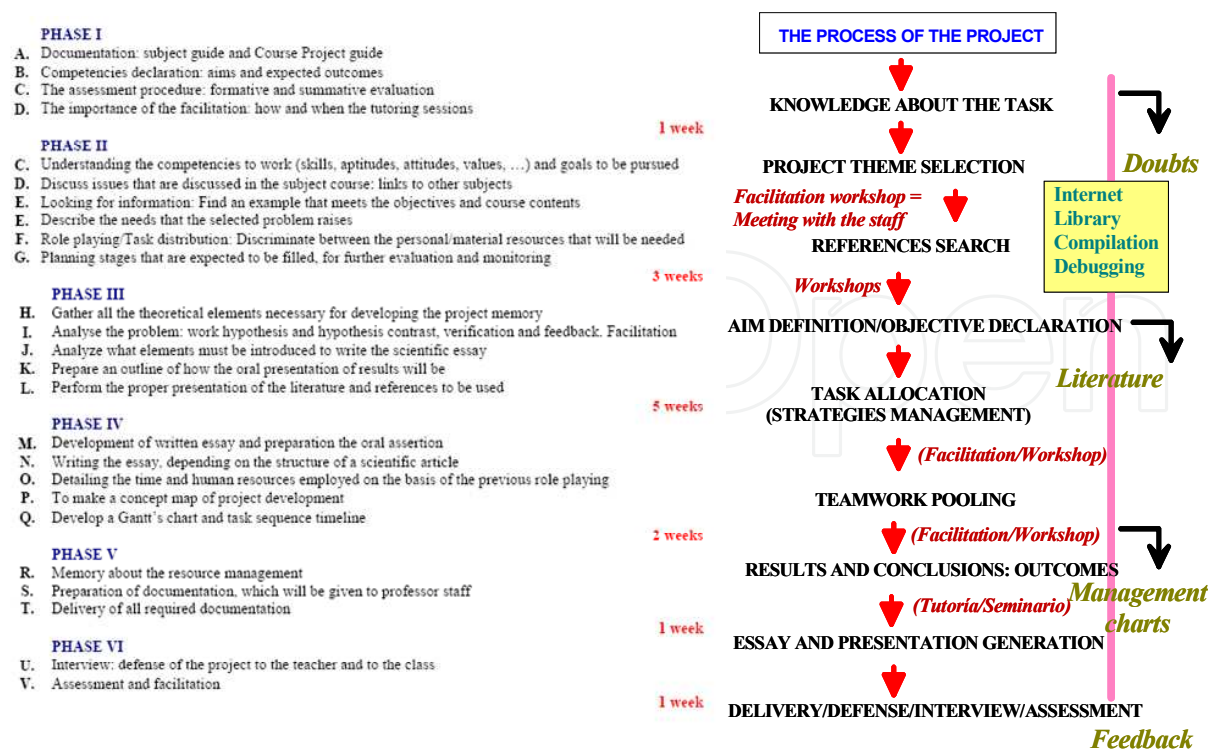 PHASE I
A. Documentation: subject guide and Course Project guide
B. Competencies declaration: aims and expected outcomes
C. The assessment procedure: formative and summative evaluation
D. The importance of the facilitation: how and when the tutoring sessions
1 week
PHASE II
C. Understanding the competencies to work (skills, aptitudes, attitudes, values, ...) and goals to be pursued
D. Discuss issues that are discussed in the subject course: links to other subjects
E. Looking for information: Find an example that meets the objectives and course contents
E. Describe the needs that the selected problem raises
F. Role playing/Task distribution: Discriminate between the personal/material resources that will be needed
G. Planning stages that are expected to be filled, for further evaluation and monitoring
3 weeks
PHASE III
H. Gather all the theoretical elements necessary for developing the project memory
I. Analyse the problem: work hypothesis and hypothesis contrast, verification and feedback. Facilitation
J. Analyze what elements must be introduced to write the scientific essay
K. Prepare an outline of how the oral presentation of results will be
L. Perform the proper presentation of the literature and references to be used
5 weeks
PHASE IV
M. Development of written essay and preparation the oral assertion
N. Writing the essay, depending on the structure of a scientific article
O. Detailing the time and human resources employed on the basis of the previous role playing
P. To make a concept map of project development
Q. Develop a Gantt's chart and task sequence timeline
2 weeks
PHASE V
R. Memory about the resource management
S. Preparation of documentation, which will be given to professor staff
T. Delivery of all required documentation
1 week
PHASE VI
U. Interview: defense of the project to the teacher and to the class
V. Assessment and facilitation
1 week
THE PROCESS OF THE PROJECT
KNOWLEDGE ABOUT THE TASK
Doubts
PROJECT THEME SELECTION
Facilitation workshop =
Meeting with the staff
Internet
Library
Compilation
Debugging
REFERENCES SEARCH
Workshops
AIM DEFINITION/OBJECTIVE DECLARATION
Literature
TASK ALLOCATION
(STRATEGIES MANAGEMENT)
(Facilitation/Workshop)
TEAMWORK POOLING
(Facilitation/Workshop)
RESULTS AND CONCLUSIONS: OUTCOMES
Management
charts
(Tutoría/Seminario)
ESSAY AND PRESENTATION GENERATION
DELIVERY/DEFENSE/INTERVIEW/ASSESSMENT
Feedback
Open